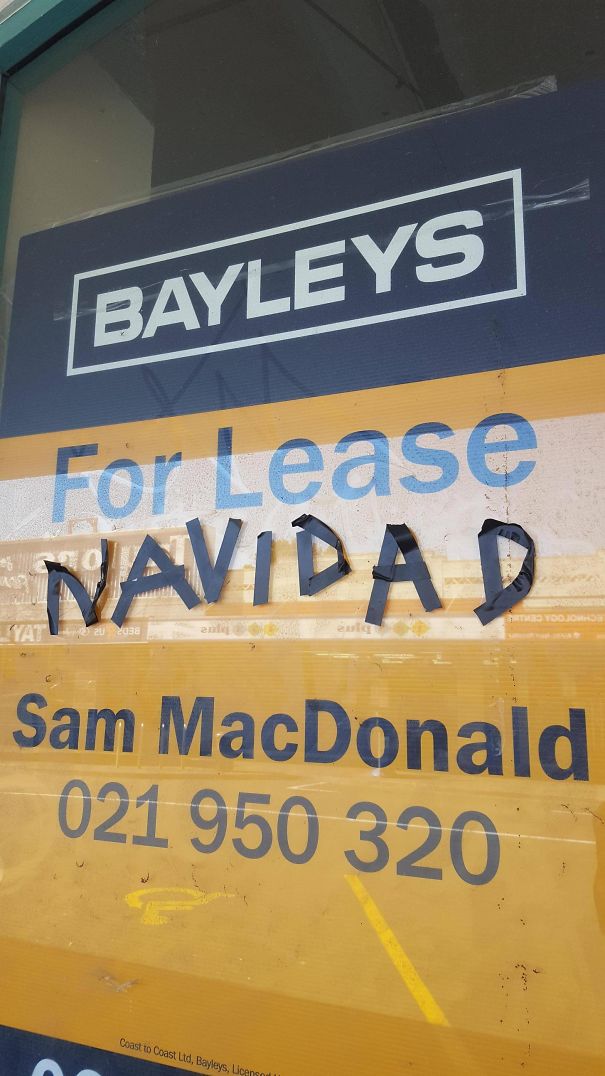 BAYLEYS
For Lease
NAVIDAD
Sam MacDonald
021 950 320
Coast to Coast Ltd, Bayleys, Licensed